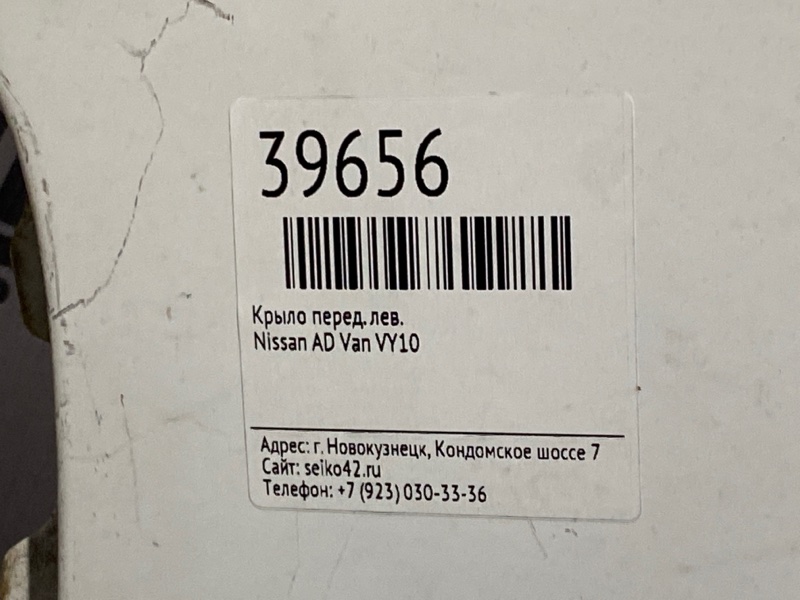 39656
Крыло перед. лев.
Nissan AD Van VY10
Адрес: г. Новокузнецк, Кондомское шоссе 7
Сайт: seiko42.ru
Телефон: +7 (923) 030-33-36